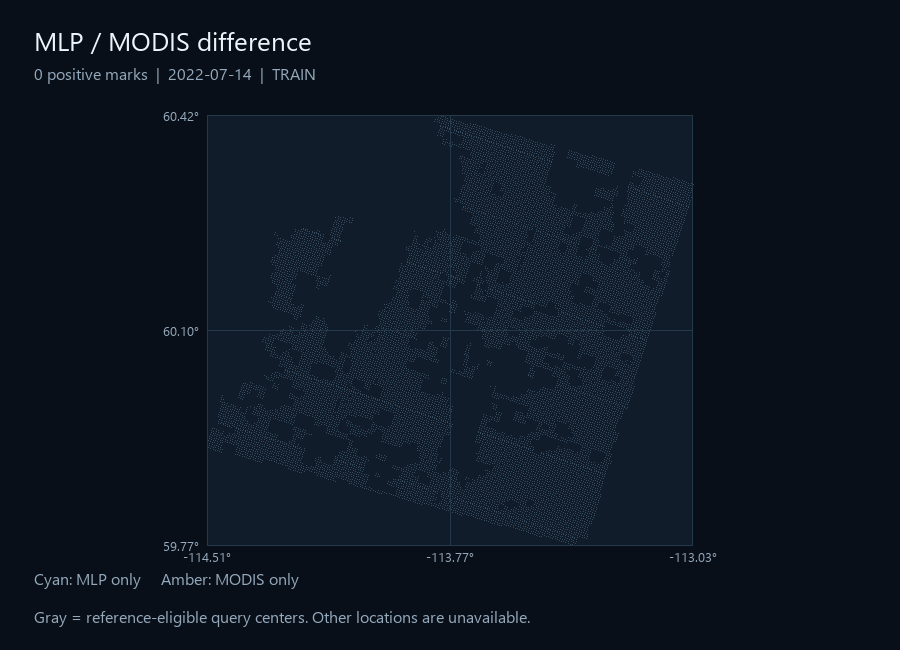 MLP / MODIS difference
0 positive marks | 2022-07-14 | TRAIN
60.42°
60.10°
59.77°
-114.51° -113.77° -113.03°
Cyan: MLP only Amber: MODIS only
Gray = reference-eligible query centers. Other locations are unavailable.